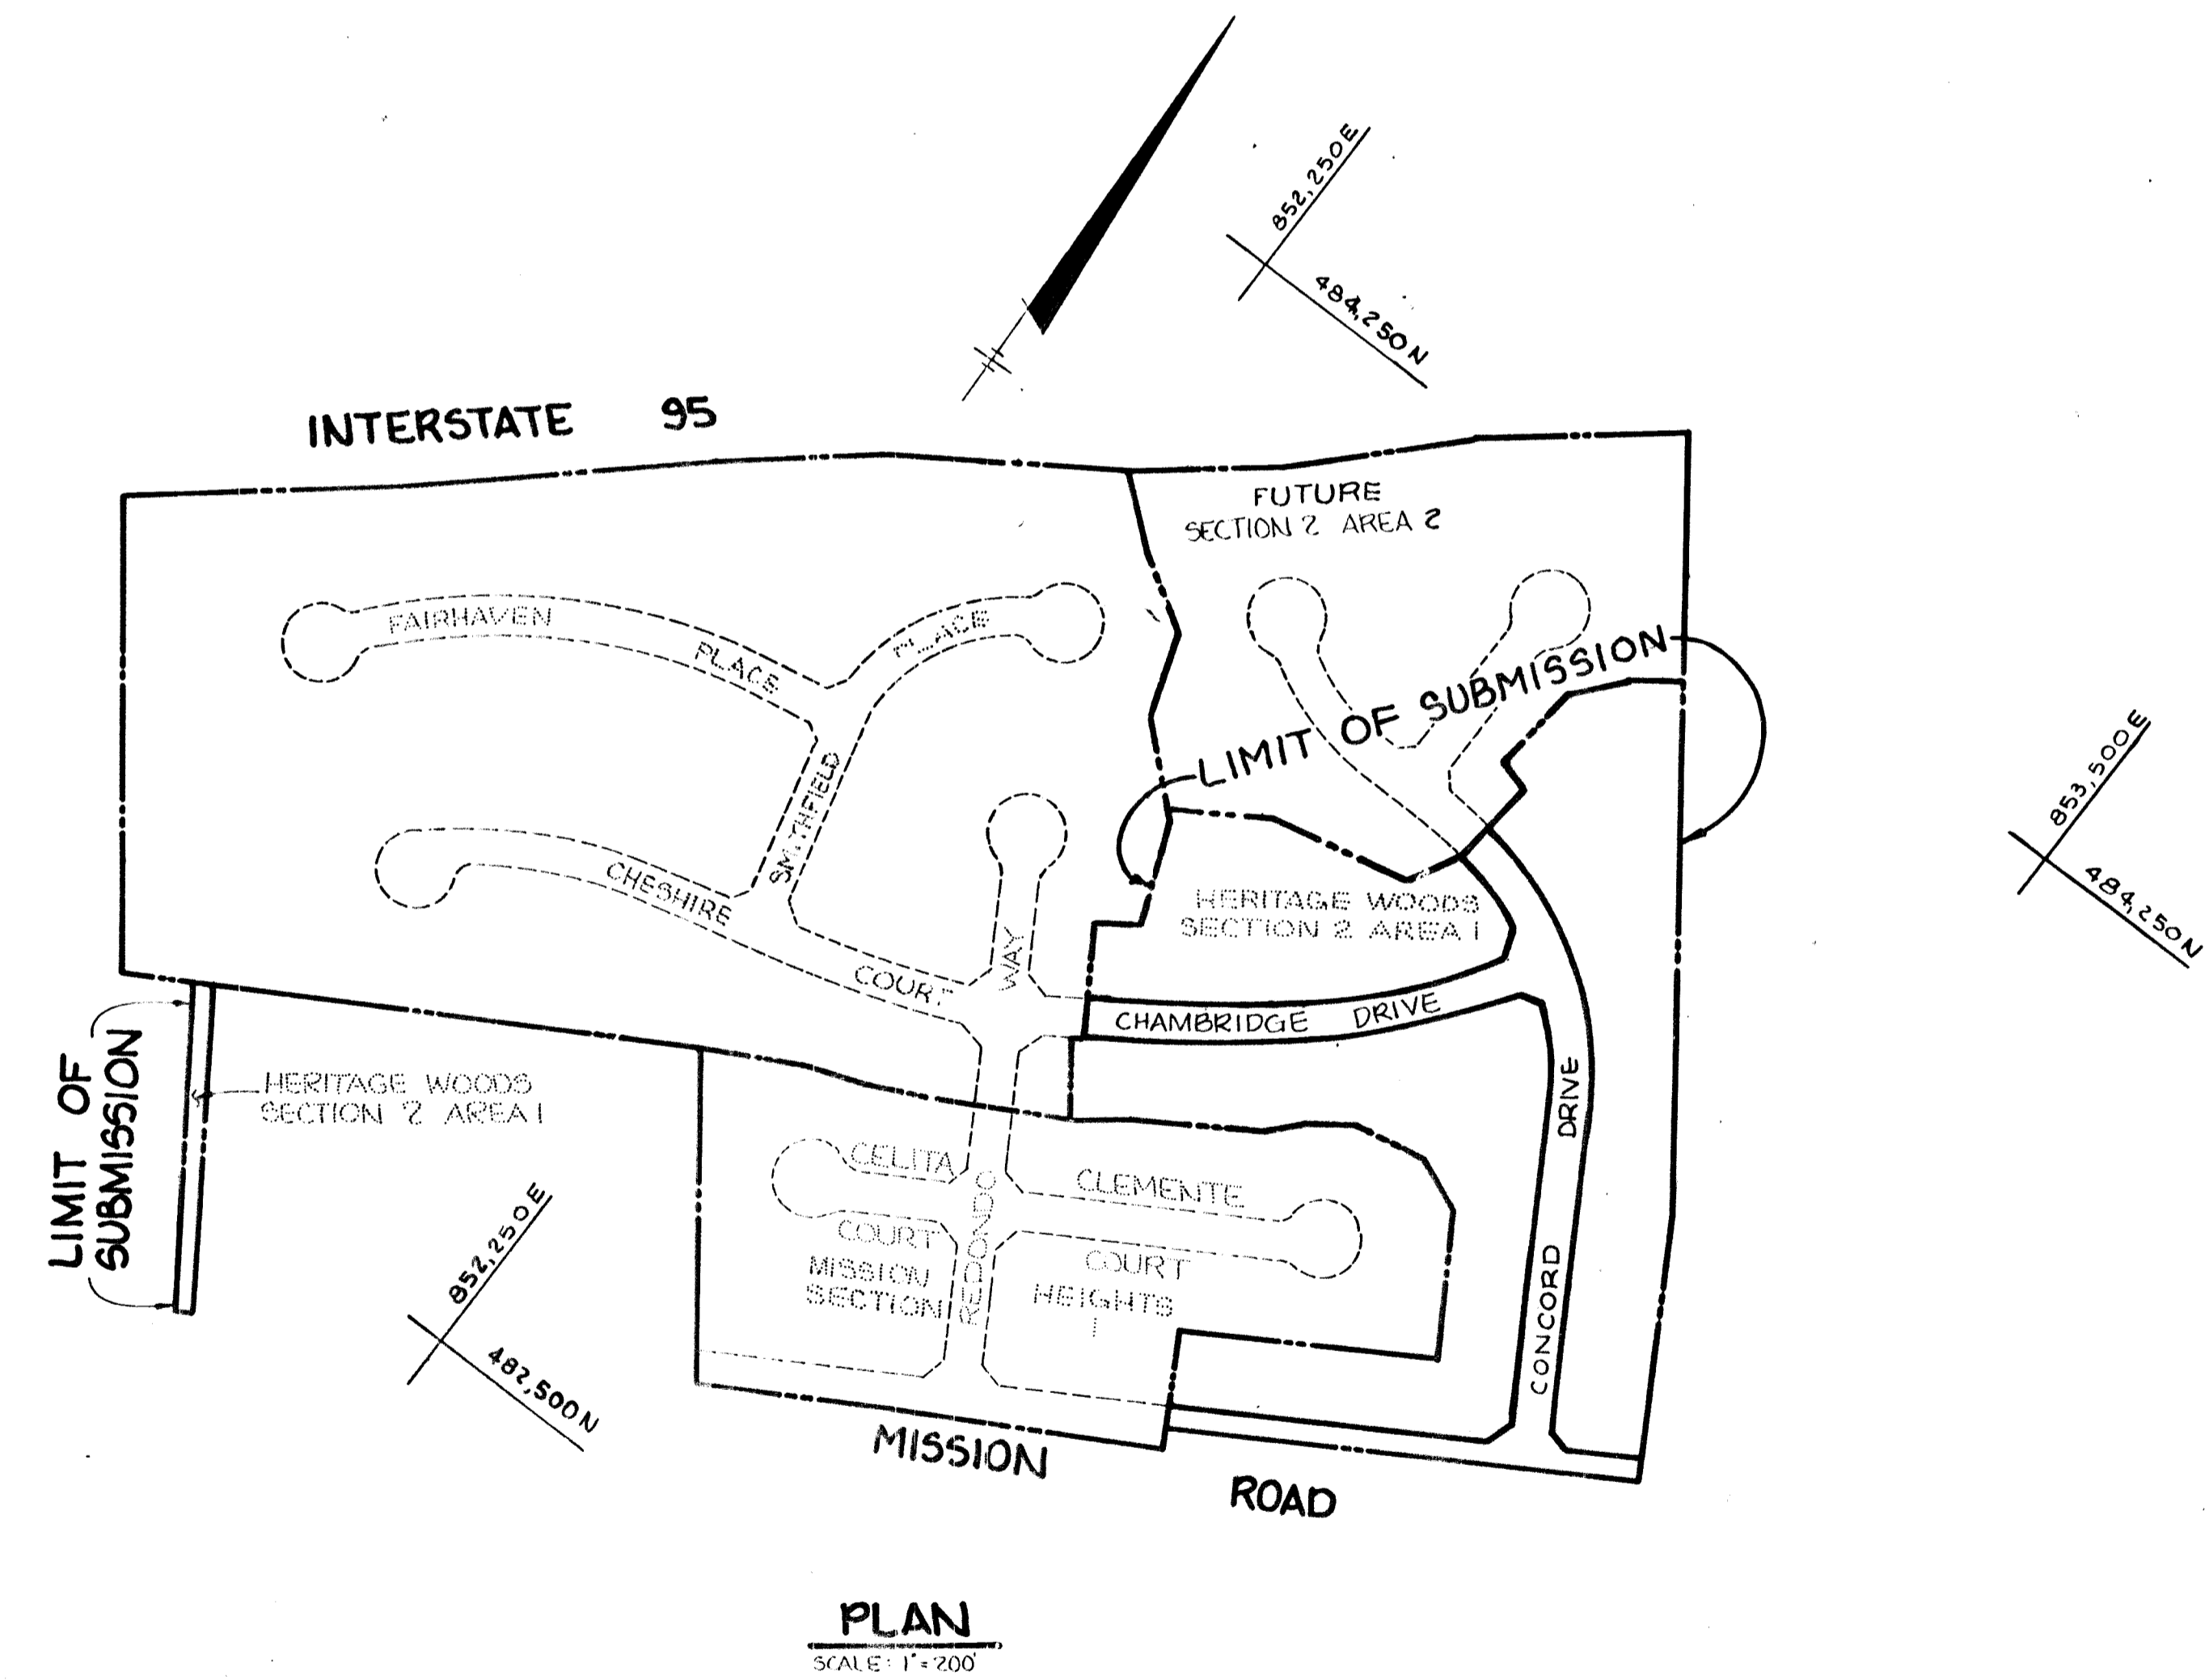 852,250E
484,250N
INTERSTATE 95
FUTURE
SECTION 2 AREA 2
FAIRHAVEN PLACE
SMYTHFIELD PLACE
LIMIT OF SUBMISSION
853,500E
484,250N
CHESHIRE COURT
HERITAGE WOODS
SECTION 2 AREA 1
REDONDO WAY
CHAMBRIDGE DRIVE
CONCORD DRIVE
LIMIT OF
SUBMISSION
HERITAGE WOODS
SECTION 2 AREA 1
CELITA COURT
CLEMENTE COURT
MISSION HEIGHTS
SECTION 1
852,250E
482,500N
MISSION ROAD
PLAN
SCALE: 1"=200'